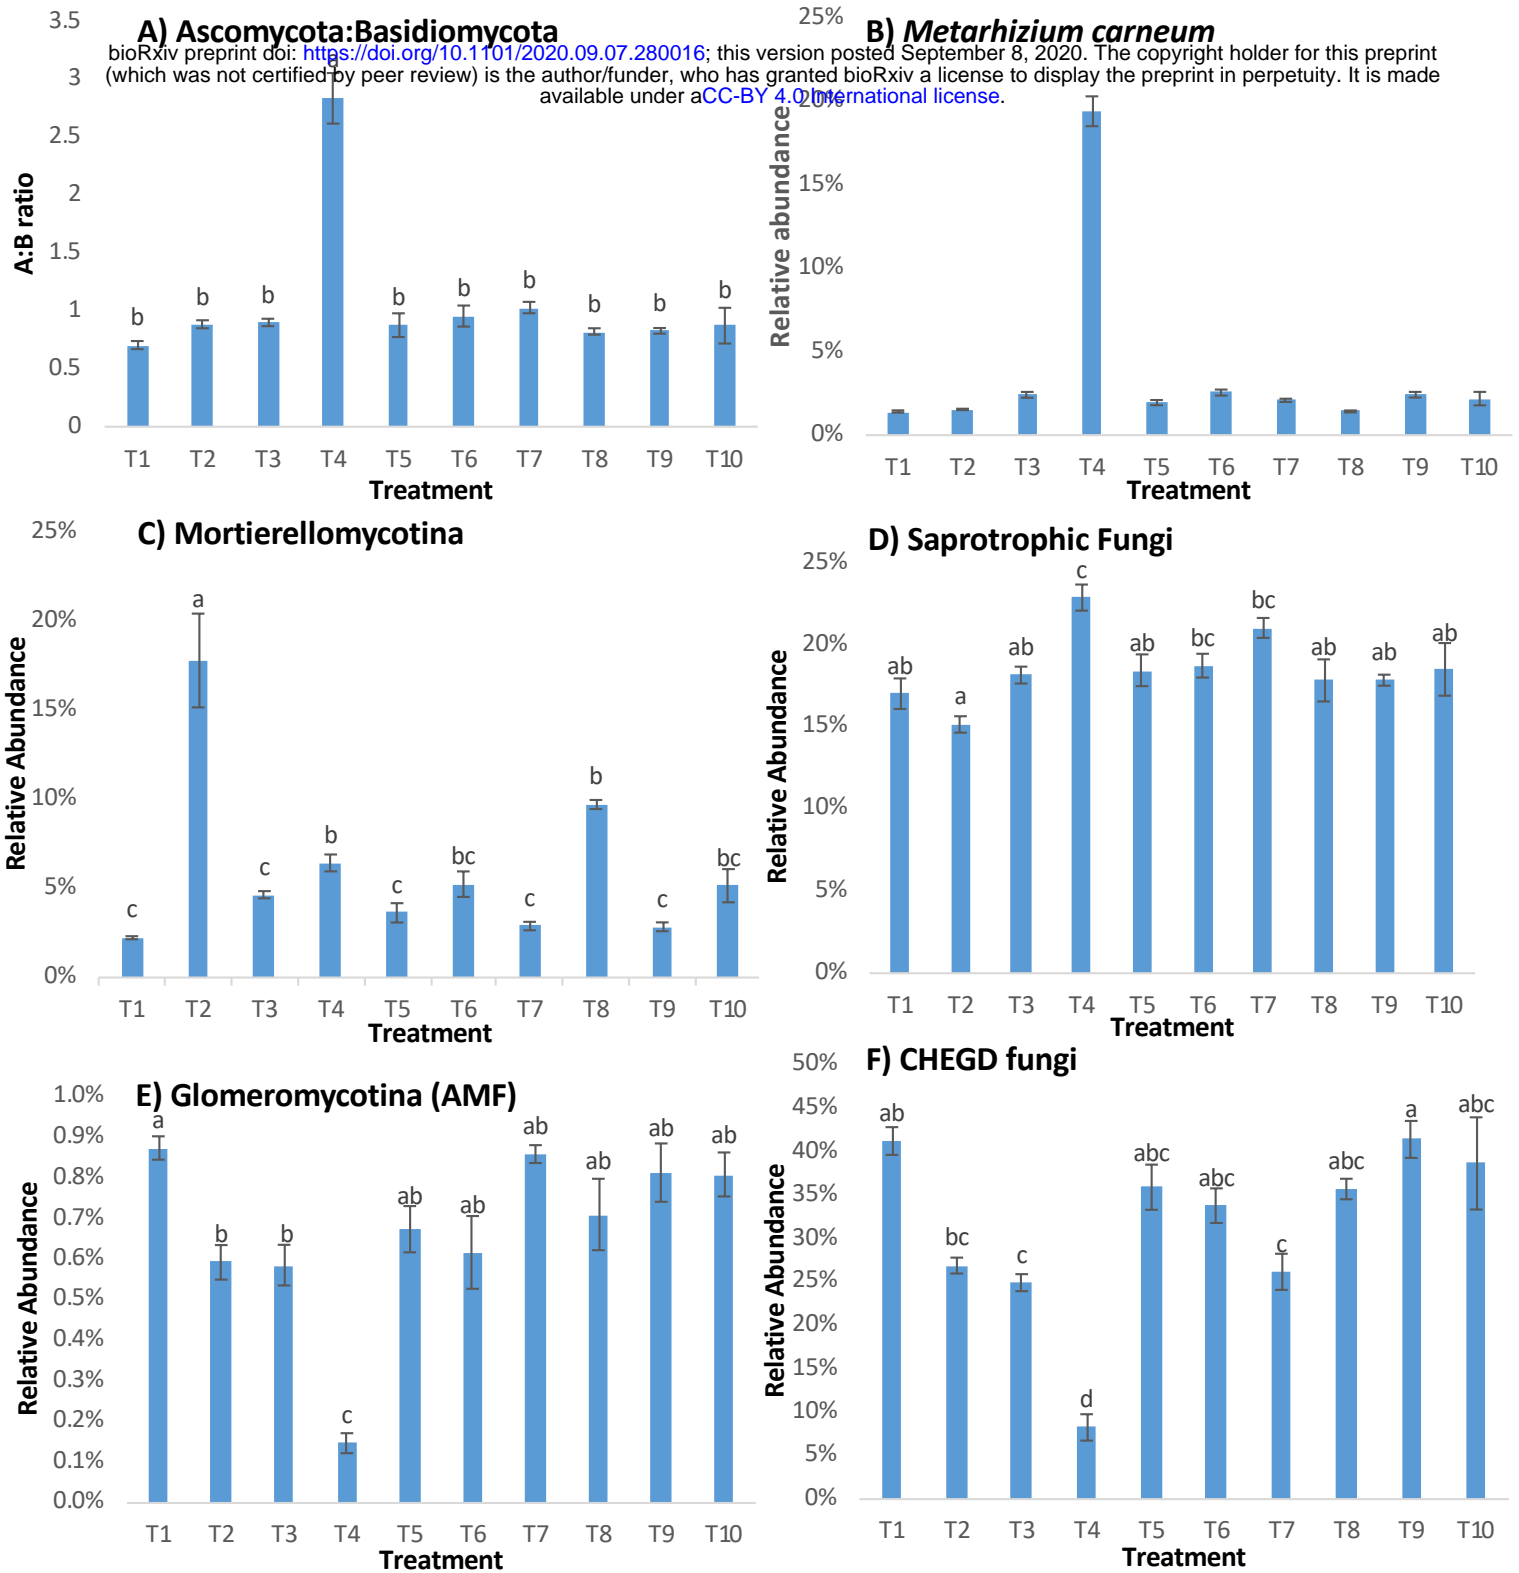 A) Ascomycota:Basidiomycota
B) Metarhizium carneum
bioRxiv preprint doi: https://doi.org/10.1101/2020.09.07.280016; this version posted September 8, 2020. The copyright holder for this preprint
(which was not certified by peer review) is the author/funder, who has granted bioRxiv a license to display the preprint in perpetuity. It is made
available under aCC-BY 4.0 International license.
3.5
3
2.5
2
1.5
1
0.5
0
A:B ratio
b b b a b b b b b b
T1 T2 T3 T4 T5 T6 T7 T8 T9 T10
Treatment
25%
20%
15%
10%
5%
0%
Relative abundance
T1 T2 T3 T4 T5 T6 T7 T8 T9 T10
Treatment
C) Mortierellomycotina
25%
20%
15%
10%
5%
0%
Relative Abundance
c a c b c bc c b c bc
T1 T2 T3 T4 T5 T6 T7 T8 T9 T10
Treatment
D) Saprotrophic Fungi
25%
20%
15%
10%
5%
0%
Relative Abundance
ab a ab c ab bc bc ab ab ab
T1 T2 T3 T4 T5 T6 T7 T8 T9 T10
Treatment
E) Glomeromycotina (AMF)
1.0%
0.9%
0.8%
0.7%
0.6%
0.5%
0.4%
0.3%
0.2%
0.1%
0.0%
Relative Abundance
a b b c ab ab ab ab ab ab
T1 T2 T3 T4 T5 T6 T7 T8 T9 T10
Treatment
F) CHEGD fungi
50%
45%
40%
35%
30%
25%
20%
15%
10%
5%
0%
Relative Abundance
ab bc c d abc abc c abc a abc
T1 T2 T3 T4 T5 T6 T7 T8 T9 T10
Treatment